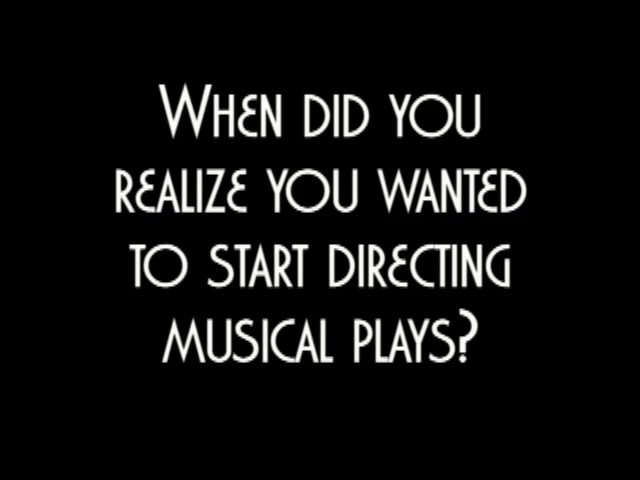 When did you
realize you wanted
to start directing
musical plays?